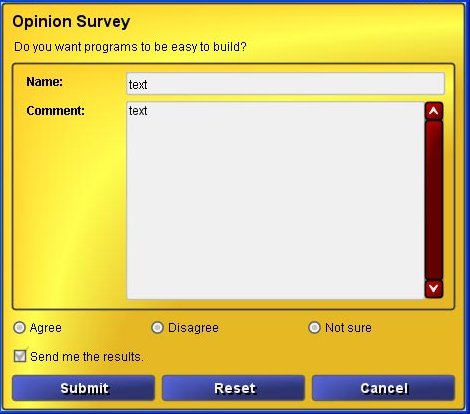 Opinion Survey
Do you want programs to be easy to build?
Name: text
Comment: text
Agree Disagree Not sure
Send me the results.
Submit Reset Cancel